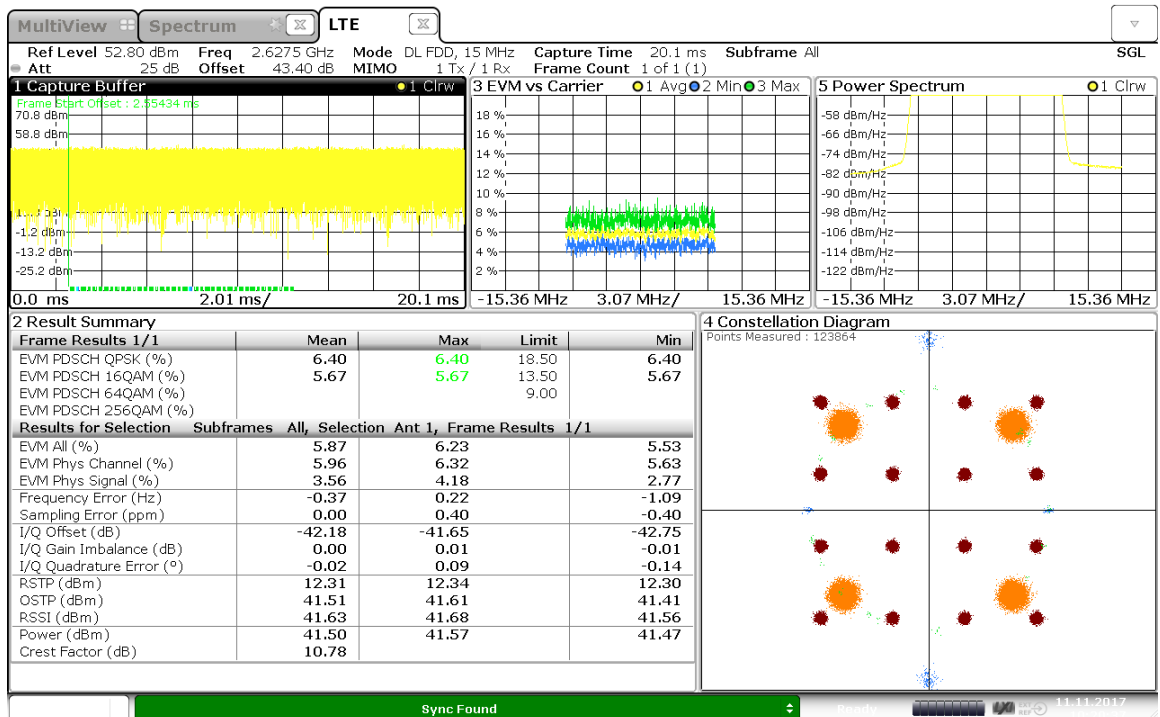 MultiView Spectrum LTE
Ref Level 52.80 dBm Freq 2.6275 GHz Mode DL FDD, 15 MHz Capture Time 20.1 ms Subframe All SGL
Att 25 dB Offset 43.40 dB MIMO 1 Tx / 1 Rx Frame Count 1 of 1 (1)
1 Capture Buffer 1 Clrw
Frame Start Offset : 2.55434 ms
70.8 dBm
58.8 dBm
-1.2 dBm
-13.2 dBm
-25.2 dBm
0.0 ms 2.01 ms/ 20.1 ms
3 EVM vs Carrier 1 Avg 2 Min 3 Max
18 %
16 %
14 %
12 %
10 %
8 %
6 %
4 %
2 %
-15.36 MHz 3.07 MHz/ 15.36 MHz
5 Power Spectrum 1 Clrw
-58 dBm/Hz
-66 dBm/Hz
-74 dBm/Hz
-82 dBm/Hz
-90 dBm/Hz
-98 dBm/Hz
-106 dBm/Hz
-114 dBm/Hz
-122 dBm/Hz
-15.36 MHz 3.07 MHz/ 15.36 MHz
2 Result Summary
Frame Results 1/1 Mean Max Limit Min
EVM PDSCH QPSK (%) 6.40 6.40 18.50 6.40
EVM PDSCH 16QAM (%) 5.67 5.67 13.50 5.67
EVM PDSCH 64QAM (%) 9.00
EVM PDSCH 256QAM (%)
Results for Selection Subframes All, Selection Ant 1, Frame Results 1/1
EVM All (%) 5.87 6.23 5.53
EVM Phys Channel (%) 5.96 6.32 5.63
EVM Phys Signal (%) 3.56 4.18 2.77
Frequency Error (Hz) -0.37 0.22 -1.09
Sampling Error (ppm) 0.00 0.40 -0.40
I/Q Offset (dB) -42.18 -41.65 -42.75
I/Q Gain Imbalance (dB) 0.00 0.01 -0.01
I/Q Quadrature Error (°) -0.02 0.09 -0.14
RSTP (dBm) 12.31 12.34 12.30
OSTP (dBm) 41.51 41.61 41.41
RSSI (dBm) 41.63 41.68 41.56
Power (dBm) 41.50 41.57 41.47
Crest Factor (dB) 10.78
4 Constellation Diagram
Points Measured : 123864
Sync Found
Ready
LXI EXT REF
11.11.2017